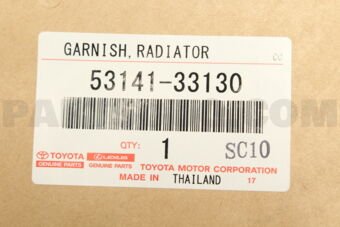 GARNISH, RADIATOR
CC
53141-33130
QTY: 1 SC10
TOYOTA LEXUS
GENUINE PARTS GENUINE PARTS TOYOTA MOTOR CORPORATION
MADE IN THAILAND 17